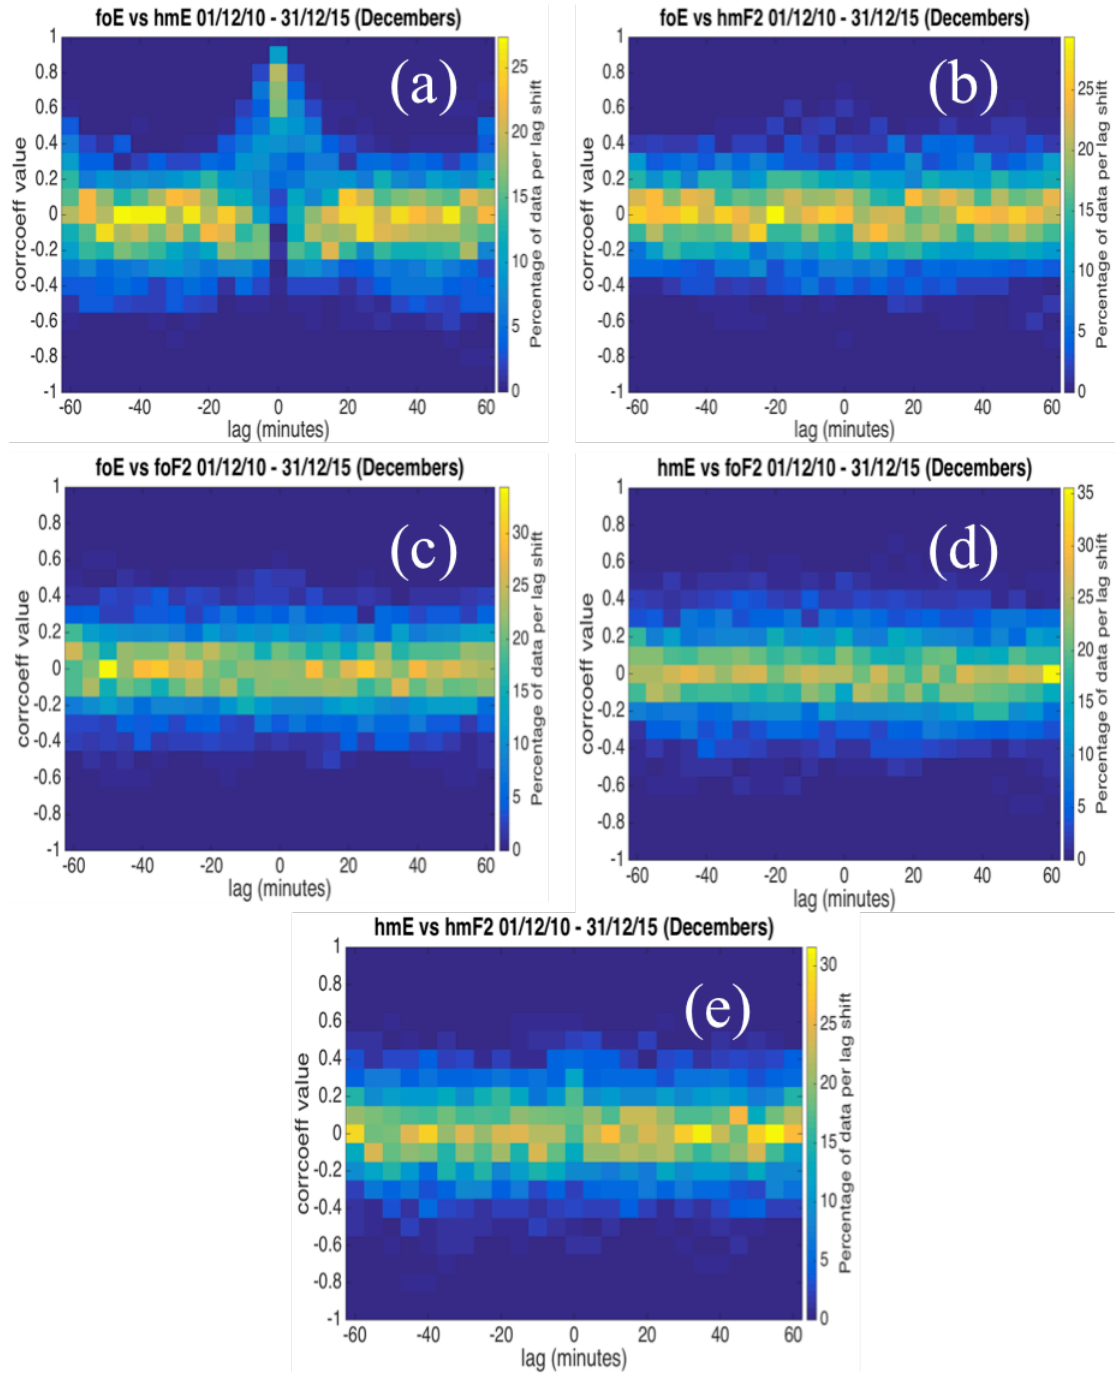 foE vs hmE 01/12/10 - 31/12/15 (Decembers)
(a)
corrcoeff value
1
0.8
0.6
0.4
0.2
0
-0.2
-0.4
-0.6
-0.8
-1
-60 -40 -20 0 20 40 60
lag (minutes)
25
20
15
10
5
0
Percentage of data per lag shift
foE vs hmF2 01/12/10 - 31/12/15 (Decembers)
(b)
corrcoeff value
1
0.8
0.6
0.4
0.2
0
-0.2
-0.4
-0.6
-0.8
-1
-60 -40 -20 0 20 40 60
lag (minutes)
25
20
15
10
5
0
Percentage of data per lag shift
foE vs foF2 01/12/10 - 31/12/15 (Decembers)
(c)
corrcoeff value
1
0.8
0.6
0.4
0.2
0
-0.2
-0.4
-0.6
-0.8
-1
-60 -40 -20 0 20 40 60
lag (minutes)
30
25
20
15
10
5
0
Percentage of data per lag shift
hmE vs foF2 01/12/10 - 31/12/15 (Decembers)
(d)
corrcoeff value
1
0.8
0.6
0.4
0.2
0
-0.2
-0.4
-0.6
-0.8
-1
-60 -40 -20 0 20 40 60
lag (minutes)
35
30
25
20
15
10
5
0
Percentage of data per lag shift
hmE vs hmF2 01/12/10 - 31/12/15 (Decembers)
(e)
corrcoeff value
1
0.8
0.6
0.4
0.2
0
-0.2
-0.4
-0.6
-0.8
-1
-60 -40 -20 0 20 40 60
lag (minutes)
30
25
20
15
10
5
0
Percentage of data per lag shift